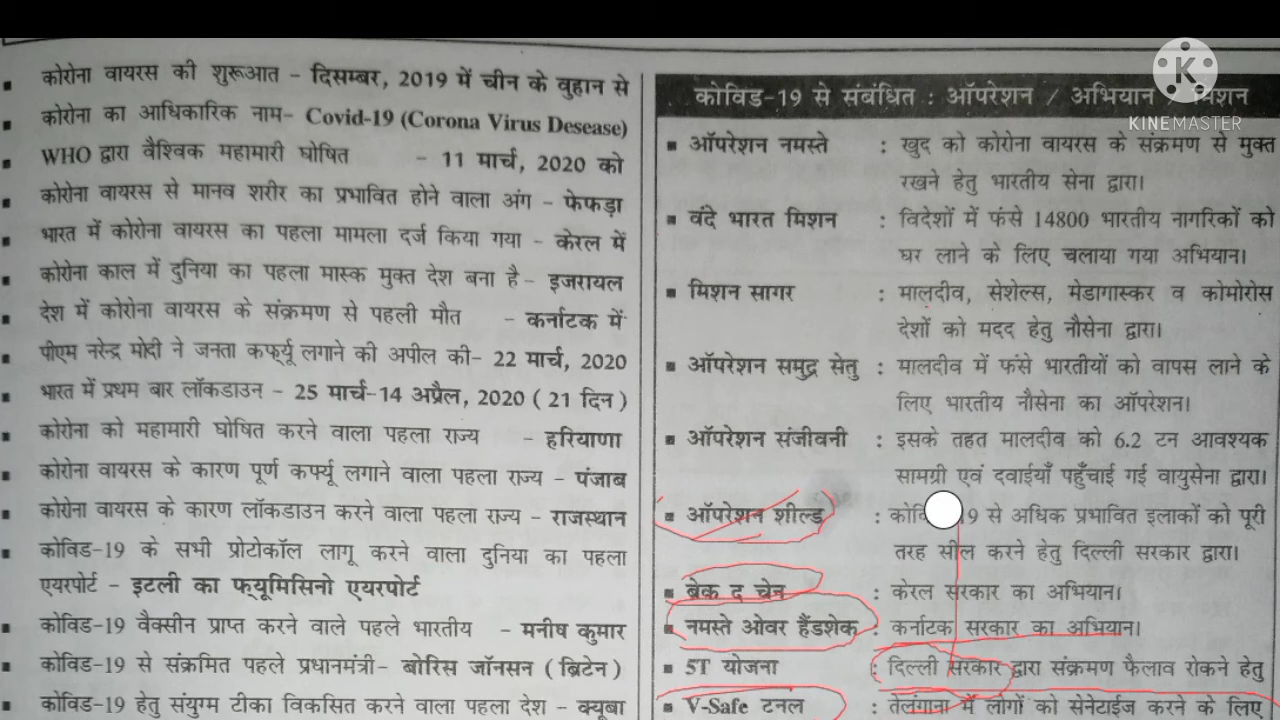 कोरोना वायरस की शुरूआत – दिसम्बर, 2019 में चीन के वुहान से
कोरोना का आधिकारिक नाम– Covid-19 (Corona Virus Desease)
WHO द्वारा वैश्विक महामारी घोषित – 11 मार्च, 2020 को
कोरोना वायरस से मानव शरीर का प्रभावित होने वाला अंग – फेफड़ा
भारत में कोरोना वायरस का पहला मामला दर्ज किया गया – केरल में
कोरोना काल में दुनिया का पहला मास्क मुक्त देश बना है – इजरायल
देश में कोरोना वायरस के संक्रमण से पहली मौत – कर्नाटक में
पीएम नरेन्द्र मोदी ने जनता कर्फ्यू लगाने की अपील की– 22 मार्च, 2020
भारत में प्रथम बार लॉकडाउन – 25 मार्च–14 अप्रैल, 2020 ( 21 दिन )
कोरोना को महामारी घोषित करने वाला पहला राज्य – हरियाणा
कोरोना वायरस के कारण पूर्ण कर्फ्यू लगाने वाला पहला राज्य – पंजाब
कोरोना वायरस के कारण लॉकडाउन करने वाला पहला राज्य – राजस्थान
कोविड-19 के सभी प्रोटोकॉल लागू करने वाला दुनिया का पहला
एयरपोर्ट – इटली का फ्यूमिसिनो एयरपोर्ट
कोविड-19 वैक्सीन प्राप्त करने वाले पहले भारतीय – मनीष कुमार
कोविड-19 से संक्रमित पहले प्रधानमंत्री– बोरिस जॉनसन ( ब्रिटेन )
कोविड-19 हेतु संयुग्म टीका विकसित करने वाला पहला देश – क्यूबा
कोविड-19 से संबंधित : ऑपरेशन / अभियान / मिशन
KINEMASTER
ऑपरेशन नमस्ते : खुद को कोरोना वायरस के संक्रमण से मुक्त
रखने हेतु भारतीय सेना द्वारा।
वंदे भारत मिशन : विदेशों में फंसे 14800 भारतीय नागरिकों को
घर लाने के लिए चलाया गया अभियान।
मिशन सागर : मालदीव, सेशेल्स, मेडागास्कर व कोमोरोस
देशों को मदद हेतु नौसेना द्वारा।
ऑपरेशन समुद्र सेतु : मालदीव में फंसे भारतीयों को वापस लाने के
लिए भारतीय नौसेना का ऑपरेशन।
ऑपरेशन संजीवनी : इसके तहत मालदीव को 6.2 टन आवश्यक
सामग्री एवं दवाईयाँ पहुँचाई गई वायुसेना द्वारा।
ऑपरेशन शील्ड : 19 से अधिक प्रभावित इलाकों को पूरी
तरह सील करने हेतु दिल्ली सरकार द्वारा।
ब्रेक द चेन : केरल सरकार का अभियान।
नमस्ते ओवर हैंडशेक : कर्नाटक सरकार का अभियान।
5T योजना : दिल्ली सरकार द्वारा संक्रमण फैलाव रोकने हेतु
V-Safe टनल : तेलंगाना में लोगों को सेनेटाईज करने के लिए